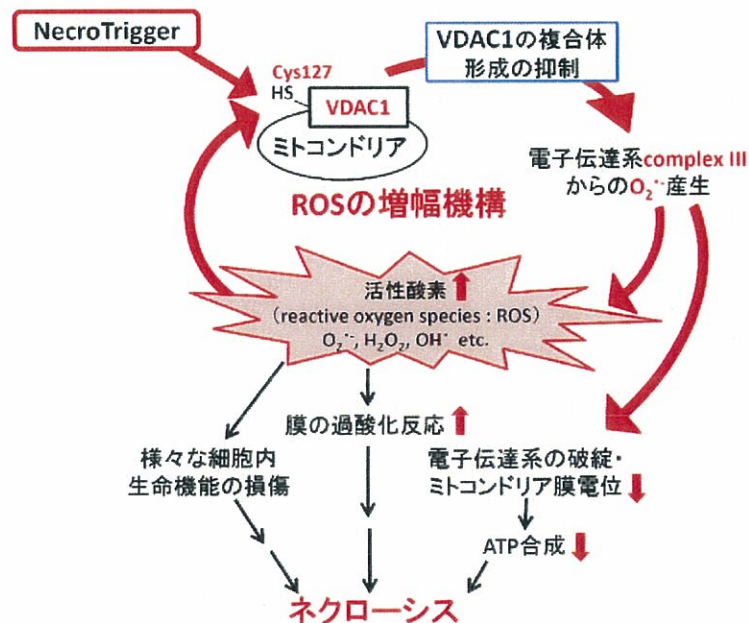 NecroTrigger
Cys127
HS
VDAC1
ミトコンドリア
VDAC1の複合体
形成の抑制
電子伝達系complex III
からのO₂⁻·産生
ROSの増幅機構
活性酸素
(reactive oxygen species : ROS)
O₂⁻·, H₂O₂, OH· etc.
膜の過酸化反応
様々な細胞内
生命機能の損傷
電子伝達系の破綻・
ミトコンドリア膜電位
ATP合成
ネクローシス